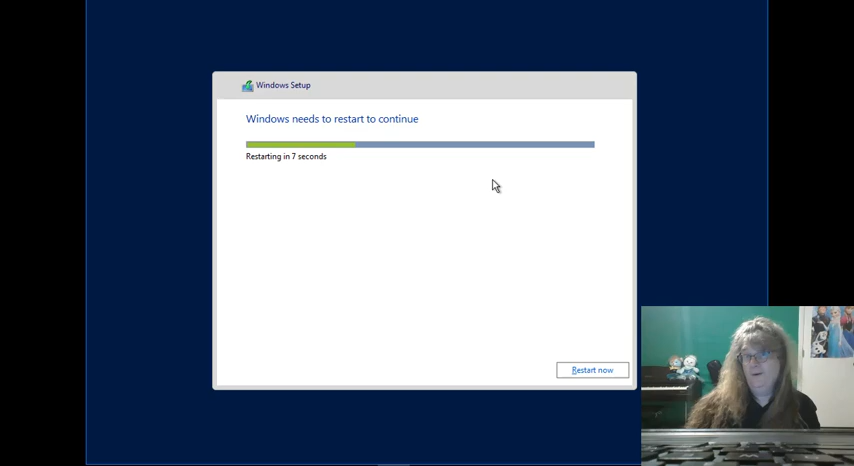 Windows Setup
Windows needs to restart to continue
Restarting in 7 seconds
Restart now